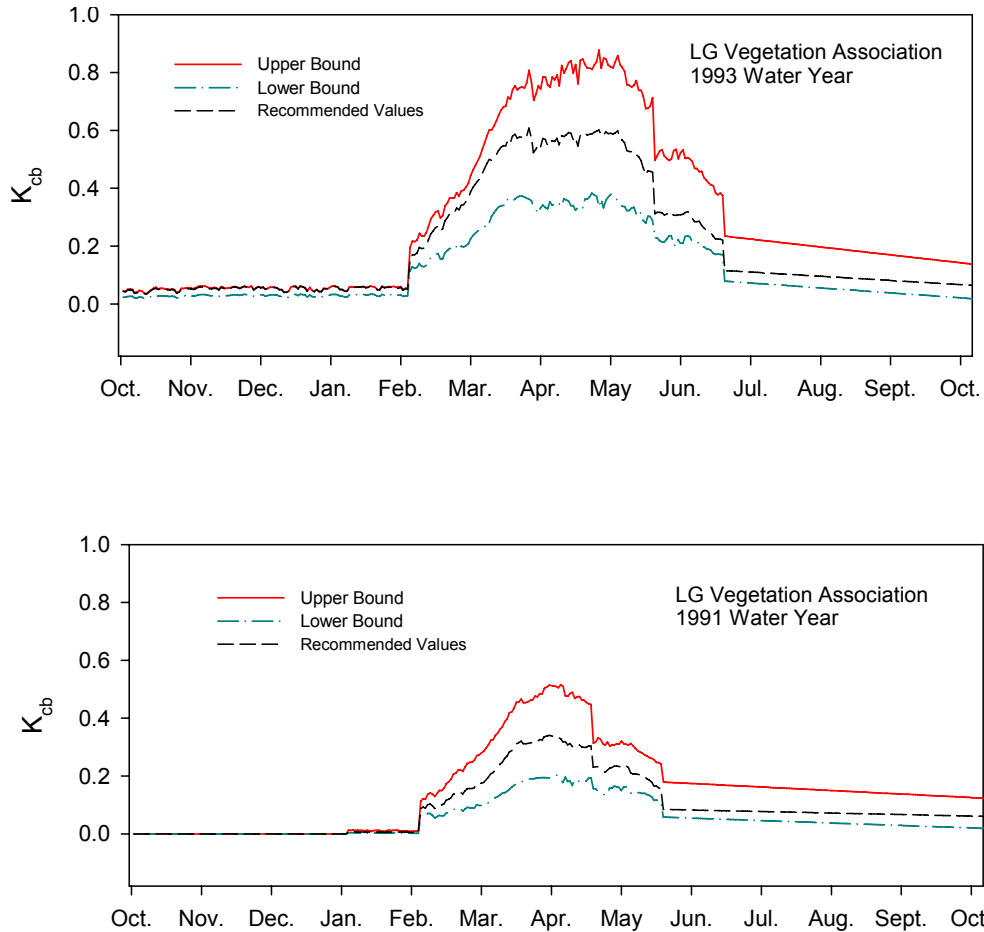 1.0
LG Vegetation Association
1993 Water Year
Upper Bound
Lower Bound
Recommended Values
0.8
0.6
0.4
0.2
0.0
Kcb
Oct. Nov. Dec. Jan. Feb. Mar. Apr. May Jun. Jul. Aug. Sept. Oct.
1.0
LG Vegetation Association
1991 Water Year
Upper Bound
Lower Bound
Recommended Values
0.8
0.6
0.4
0.2
0.0
Kcb
Oct. Nov. Dec. Jan. Feb. Mar. Apr. May Jun. Jul. Aug. Sept. Oct